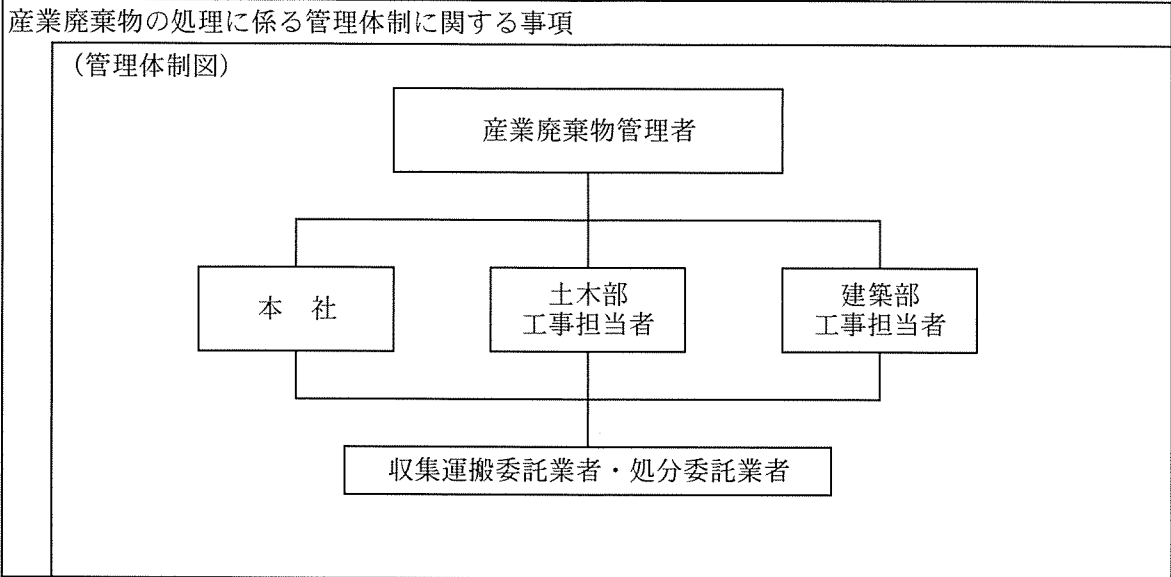 産業廃棄物の処理に係る管理体制に関する事項
（管理体制図）
産業廃棄物管理者
本　社
土木部
工事担当者
建築部
工事担当者
収集運搬委託業者・処分委託業者